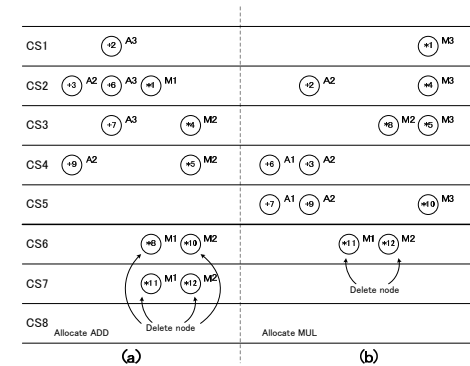 CS1 +2 A3 *1 M3
CS2 +3 A2 +6 A3 *1 M1 +2 A2 *4 M3
CS3 +7 A3 *4 M2 *8 M2 *5 M3
CS4 +9 A2 *5 M2 +6 A1 +3 A2
CS5 +7 A1 +9 A2 *10 M3
CS6 *8 M1 *10 M2 *11 M1 *12 M2
CS7 *11 M1 *12 M2 Delete node
CS8 Allocate ADD Delete node Allocate MUL
(a) (b)